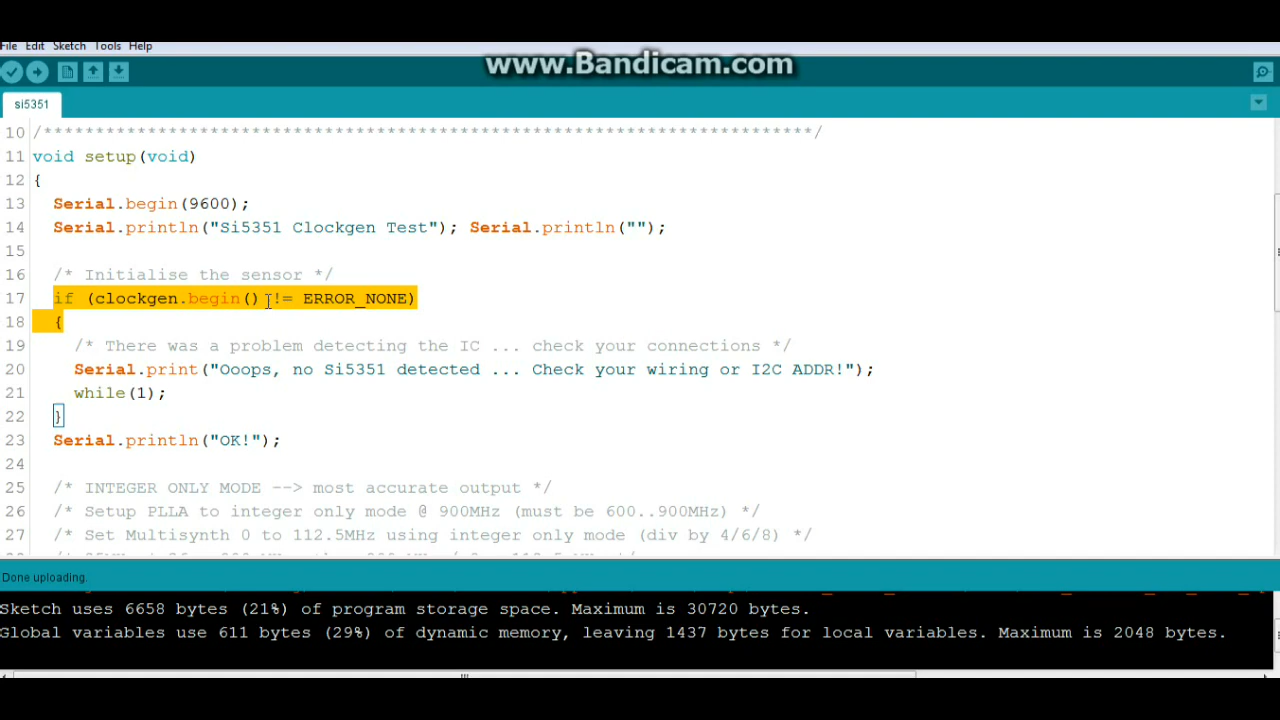 www.Bandicam.com
File Edit Sketch Tools Help
si5351
10 /**************************************************************************/
11 void setup(void)
12 {
13 Serial.begin(9600);
14 Serial.println("Si5351 Clockgen Test"); Serial.println("");
15
16 /* Initialise the sensor */
17 if (clockgen.begin() != ERROR_NONE)
18 {
19 /* There was a problem detecting the IC ... check your connections */
20 Serial.print("Ooops, no Si5351 detected ... Check your wiring or I2C ADDR!");
21 while(1);
22 }
23 Serial.println("OK!");
24
25 /* INTEGER ONLY MODE --> most accurate output */
26 /* Setup PLLA to integer only mode @ 900MHz (must be 600..900MHz) */
27 /* Set Multisynth 0 to 112.5MHz using integer only mode (div by 4/6/8) */
Done uploading.
Sketch uses 6658 bytes (21%) of program storage space. Maximum is 30720 bytes.
Global variables use 611 bytes (29%) of dynamic memory, leaving 1437 bytes for local variables. Maximum is 2048 bytes.